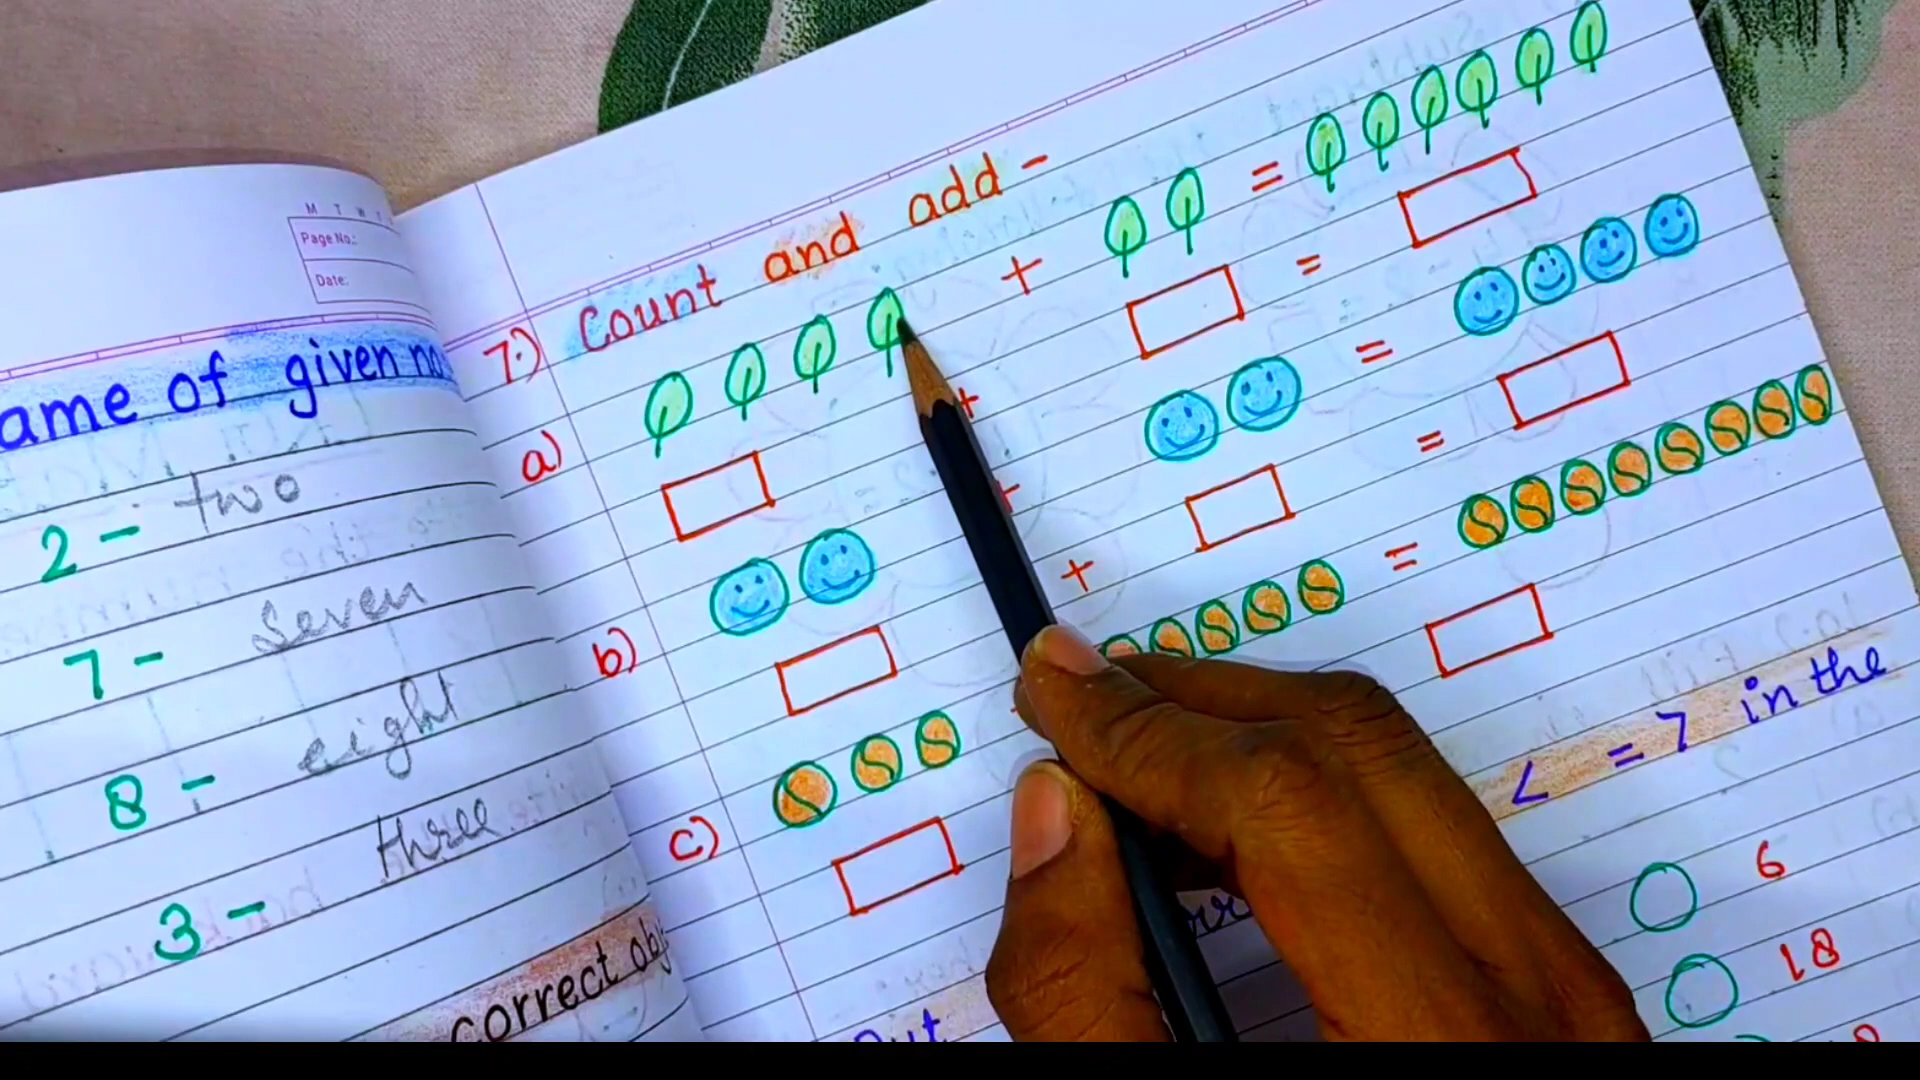 M T W
Page No.:
Date:
ame of given no
2 - two
7 - seven
8 - eight
3 - three
correct obj
7.) Count and add -
a)
+ =
+ =
b)
+ =
+ =
c)
+ =
Put
< = 7 in the
6
18